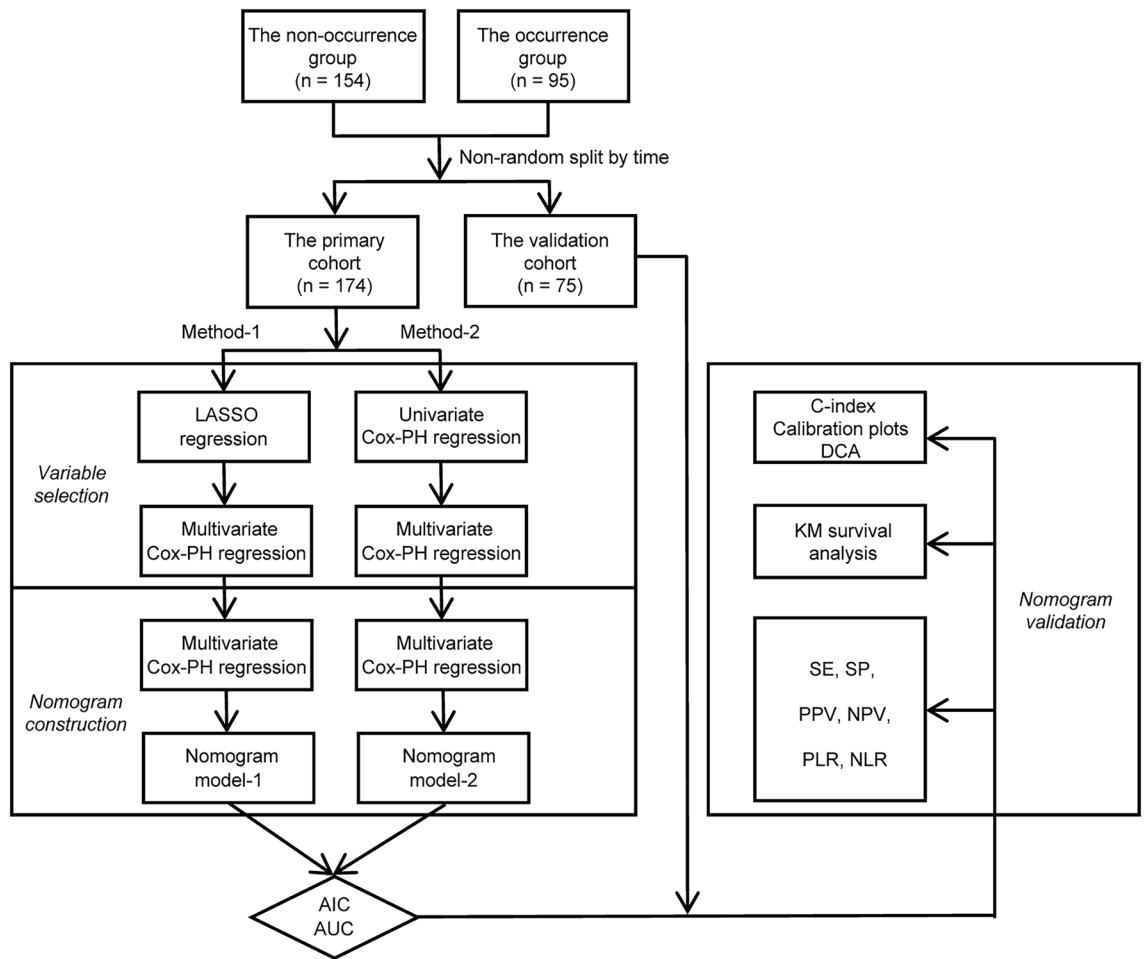 The non-occurrence
group
(n = 154)
The occurrence
group
(n = 95)
Non-random split by time
The primary
cohort
(n = 174)
The validation
cohort
(n = 75)
Method-1
Method-2
Variable
selection
LASSO
regression
Univariate
Cox-PH regression
Multivariate
Cox-PH regression
Multivariate
Cox-PH regression
Nomogram
construction
Multivariate
Cox-PH regression
Multivariate
Cox-PH regression
Nomogram
model-1
Nomogram
model-2
AIC
AUC
C-index
Calibration plots
DCA
KM survival
analysis
SE, SP,
PPV, NPV,
PLR, NLR
Nomogram
validation